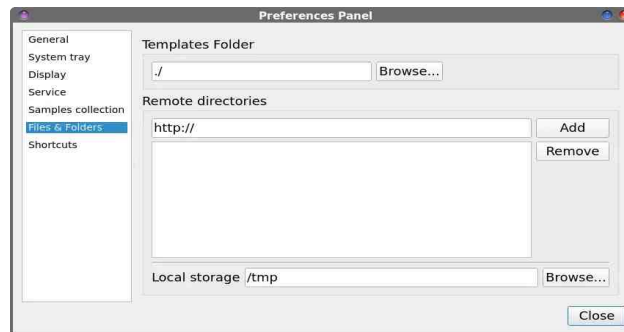 Preferences Panel
General
System tray
Display
Service
Samples collection
Files & Folders
Shortcuts
Templates Folder
./
Browse...
Remote directories
http://
Add
Remove
Local storage
/tmp
Browse...
Close